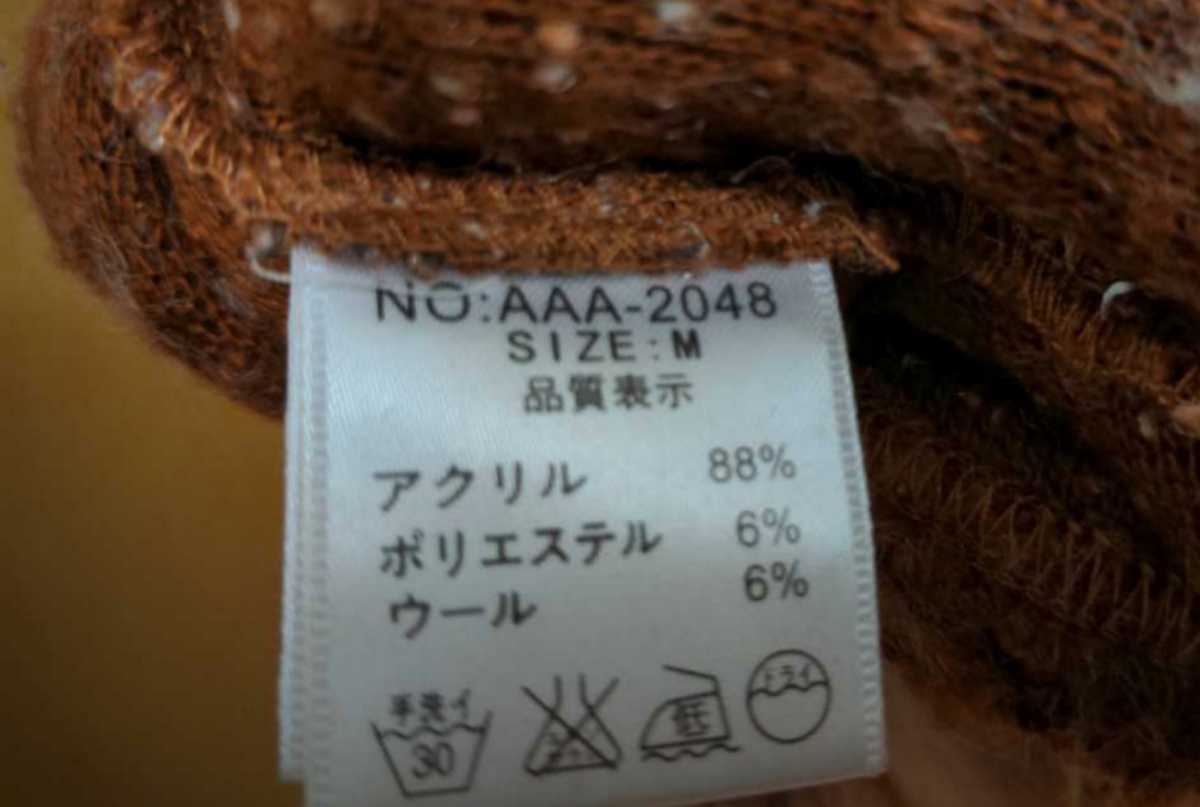 NO:AAA-2048
SIZE:M
品質表示
アクリル 88%
ポリエステル 6%
ウール 6%
手洗イ 30 低 ドライ